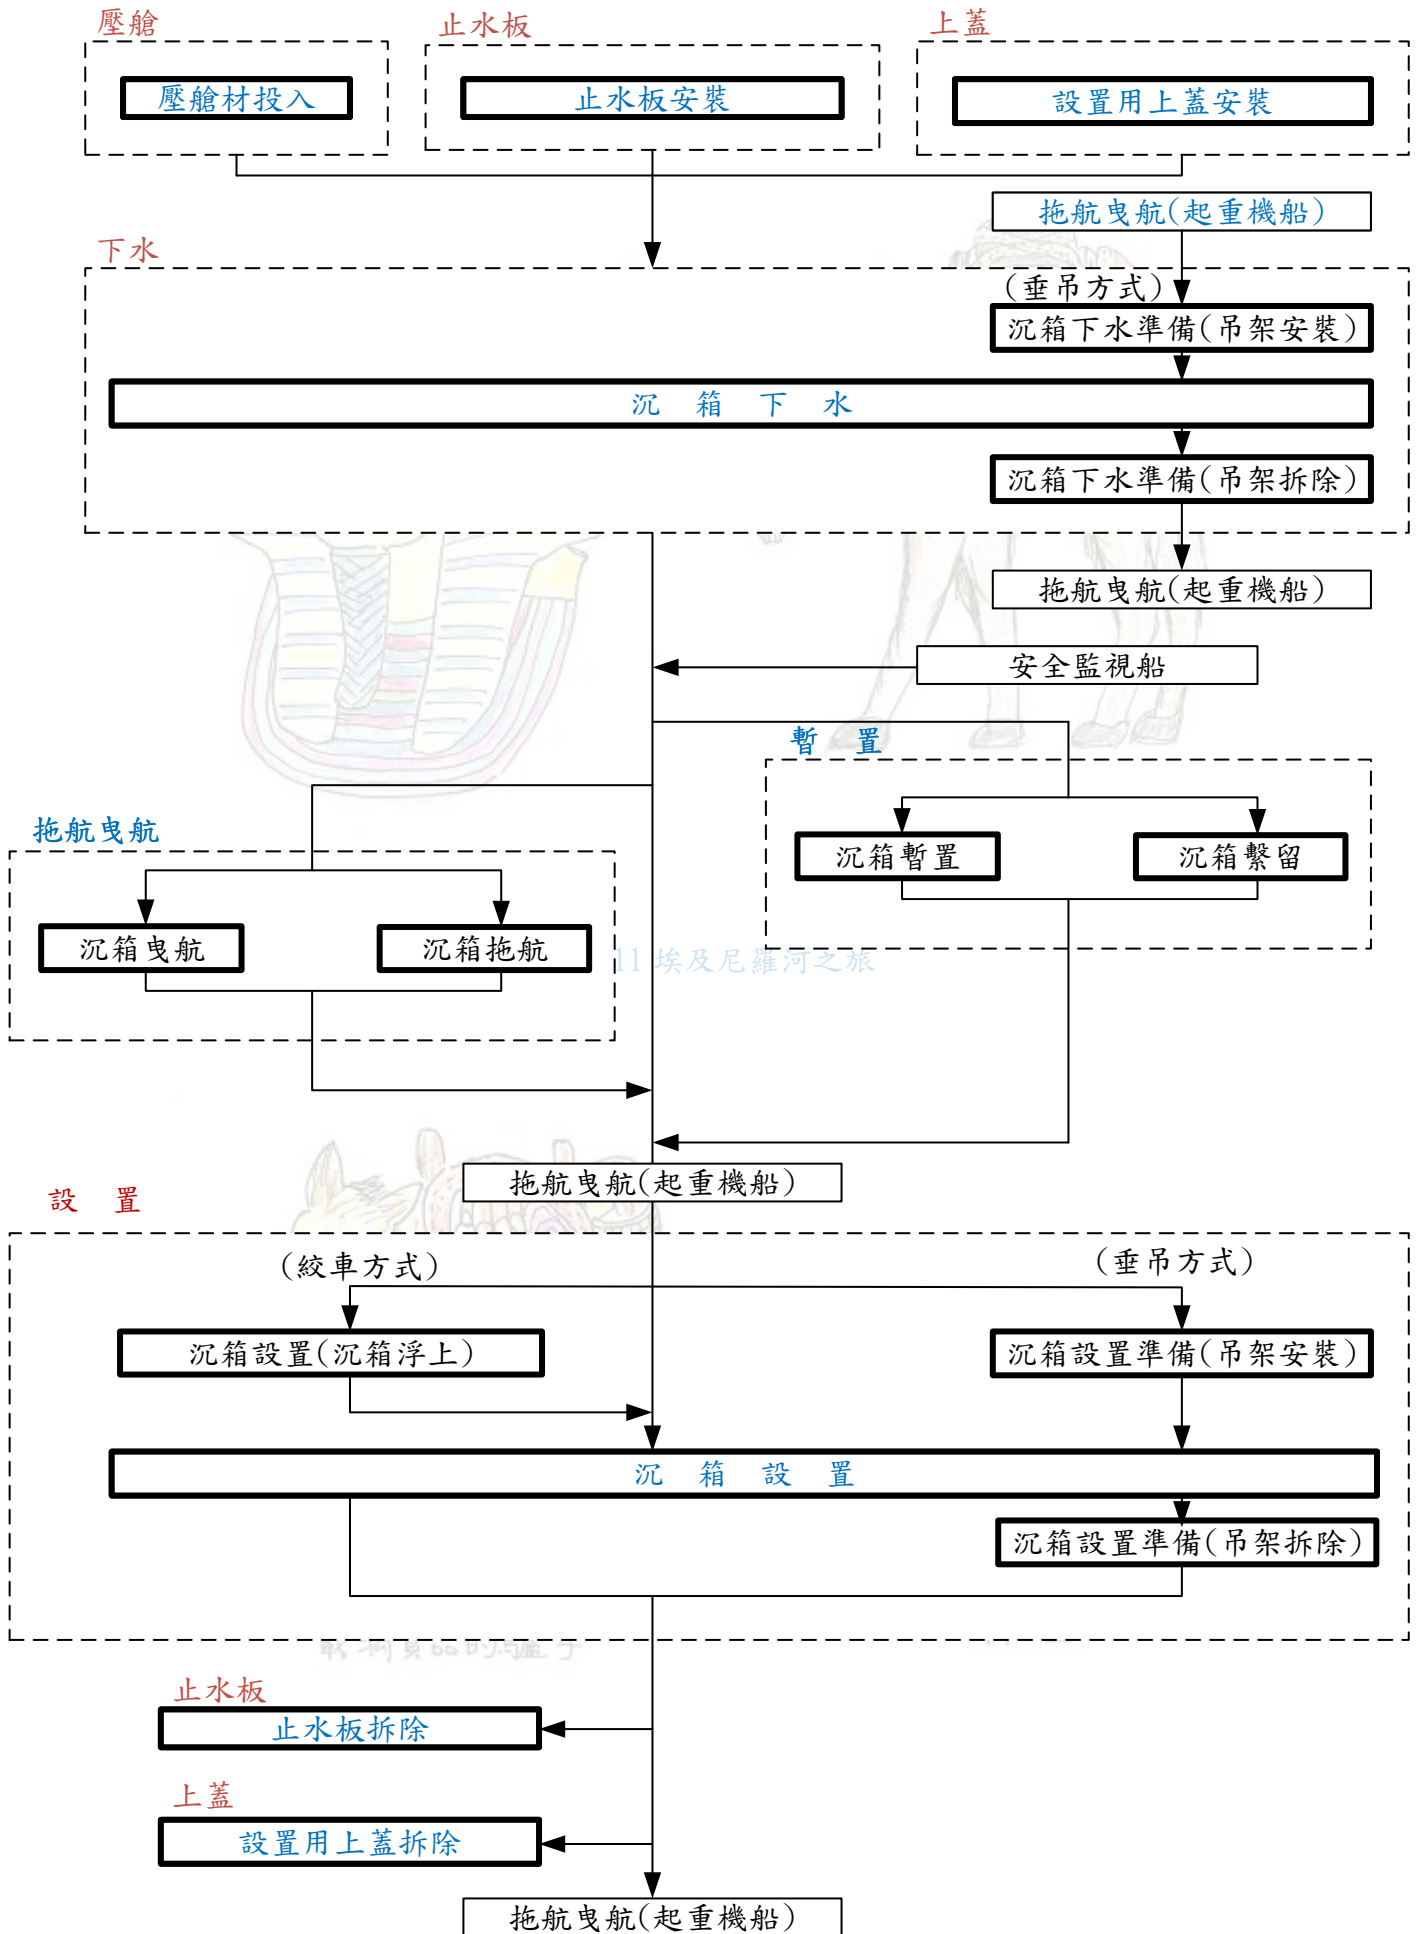 壓艙
止水板
上蓋
壓艙材投入
止水板安裝
設置用上蓋安裝
拖航曳航(起重機船)
下水
(垂吊方式)
沉箱下水準備(吊架安裝)
沉 箱 下 水
沉箱下水準備(吊架拆除)
拖航曳航(起重機船)
安全監視船
暫 置
拖航曳航
沉箱暫置
沉箱繫留
沉箱曳航
沉箱拖航
11 埃及尼羅河之旅
拖航曳航(起重機船)
設 置
(絞車方式)
(垂吊方式)
沉箱設置(沉箱浮上)
沉箱設置準備(吊架安裝)
沉 箱 設 置
沉箱設置準備(吊架拆除)
止水板
止水板拆除
上蓋
設置用上蓋拆除
拖航曳航(起重機船)